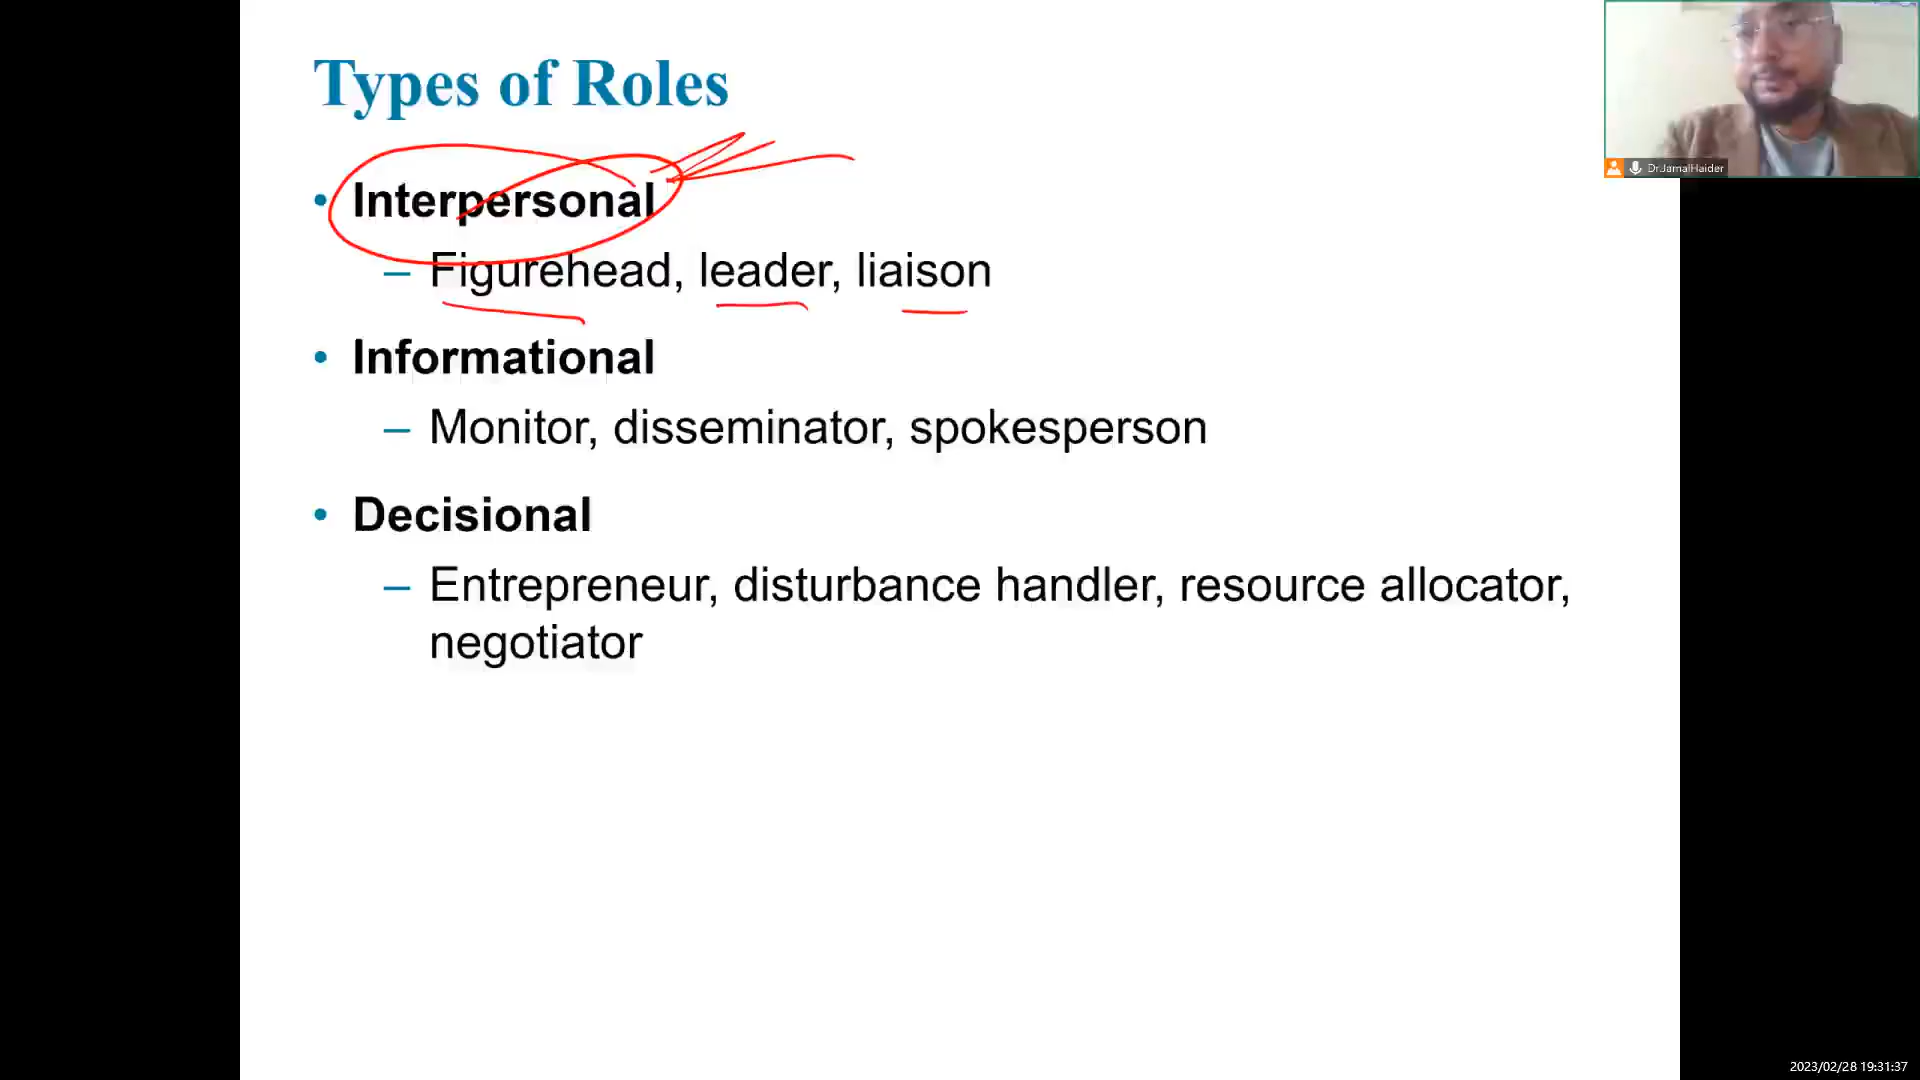 Types of Roles
• Interpersonal
– Figurehead, leader, liaison
• Informational
– Monitor, disseminator, spokesperson
• Decisional
– Entrepreneur, disturbance handler, resource allocator,
negotiator
Dr.JamalHaider
2023/02/28 19:31:37